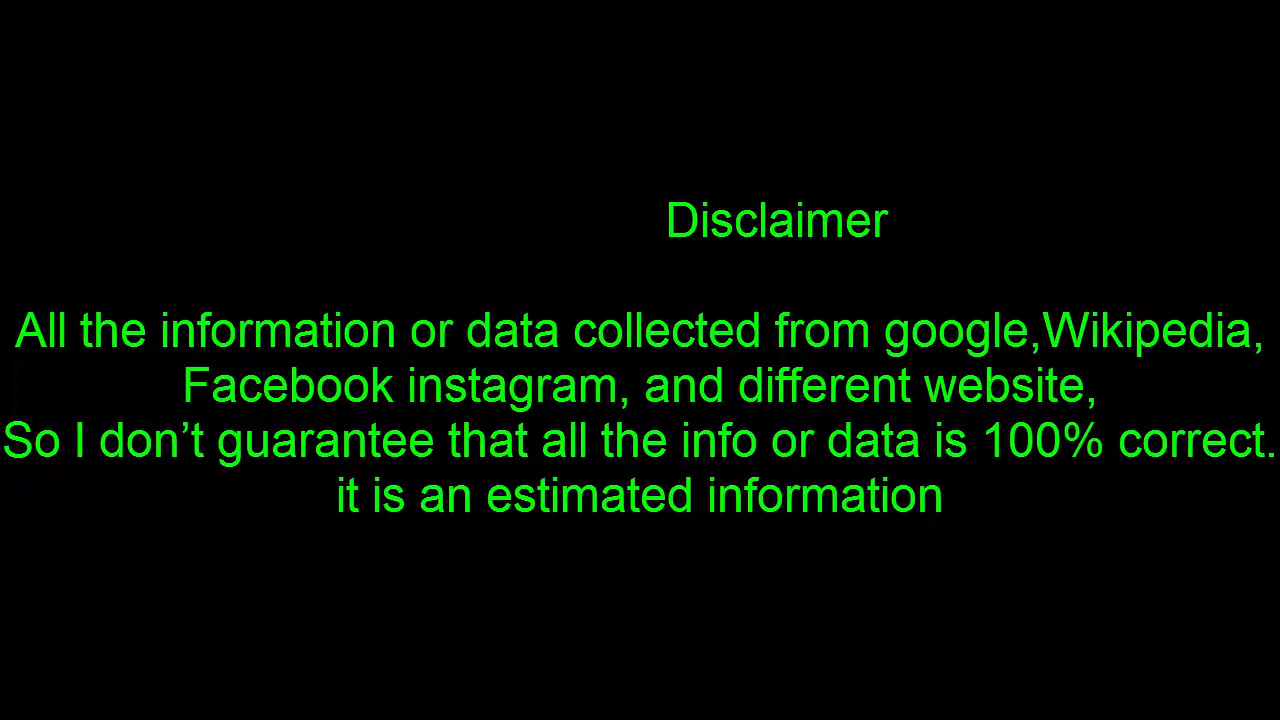 Disclaimer
All the information or data collected from google,Wikipedia,
Facebook instagram, and different website,
So I don’t guarantee that all the info or data is 100% correct.
it is an estimated information